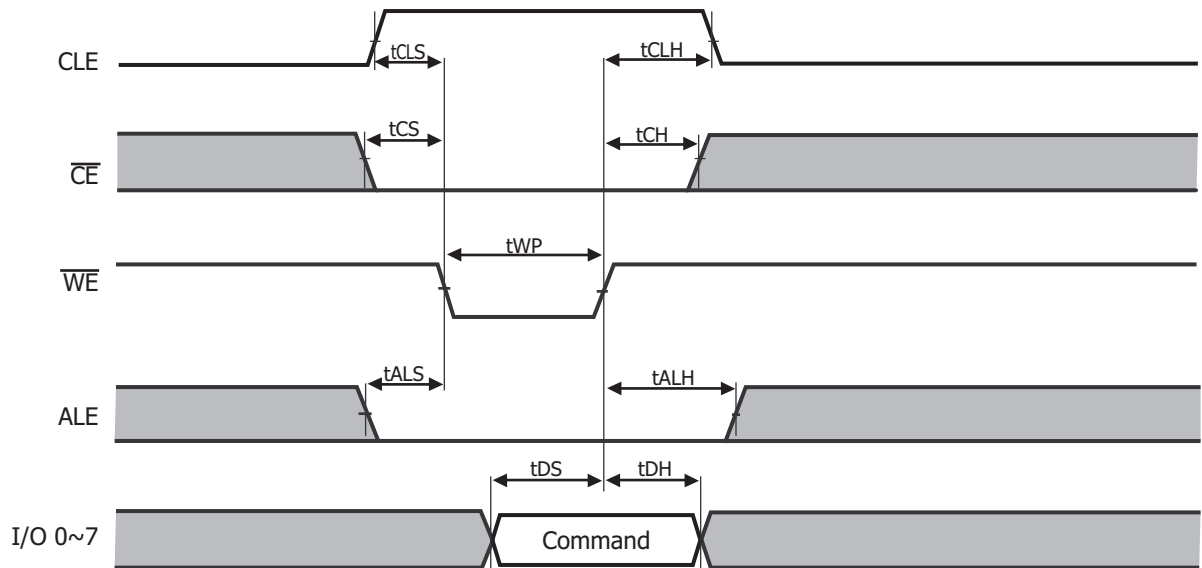 CLE
tCLS
tCLH
CE
tCS
tCH
WE
tWP
ALE
tALS
tALH
I/O 0~7
tDS
tDH
Command